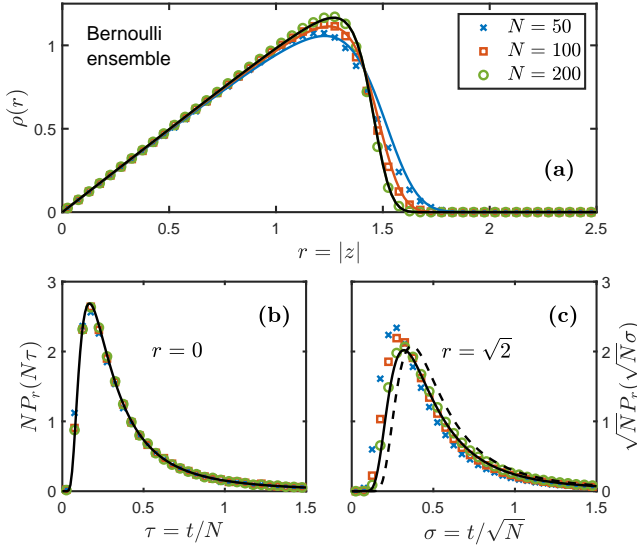 Bernoulli
ensemble
N = 50
N = 100
N = 200
ρ(r)
1
0.5
0
(a)
0 0.5 1 1.5 2 2.5
r = |z|
3
2
1
0
NP_r(Nτ)
(b)
r = 0
0 0.5 1 1.5
τ = t/N
(c)
r = √2
3
2
1
0
√NP_r(√Nσ)
0 0.5 1 1.5
σ = t/√N